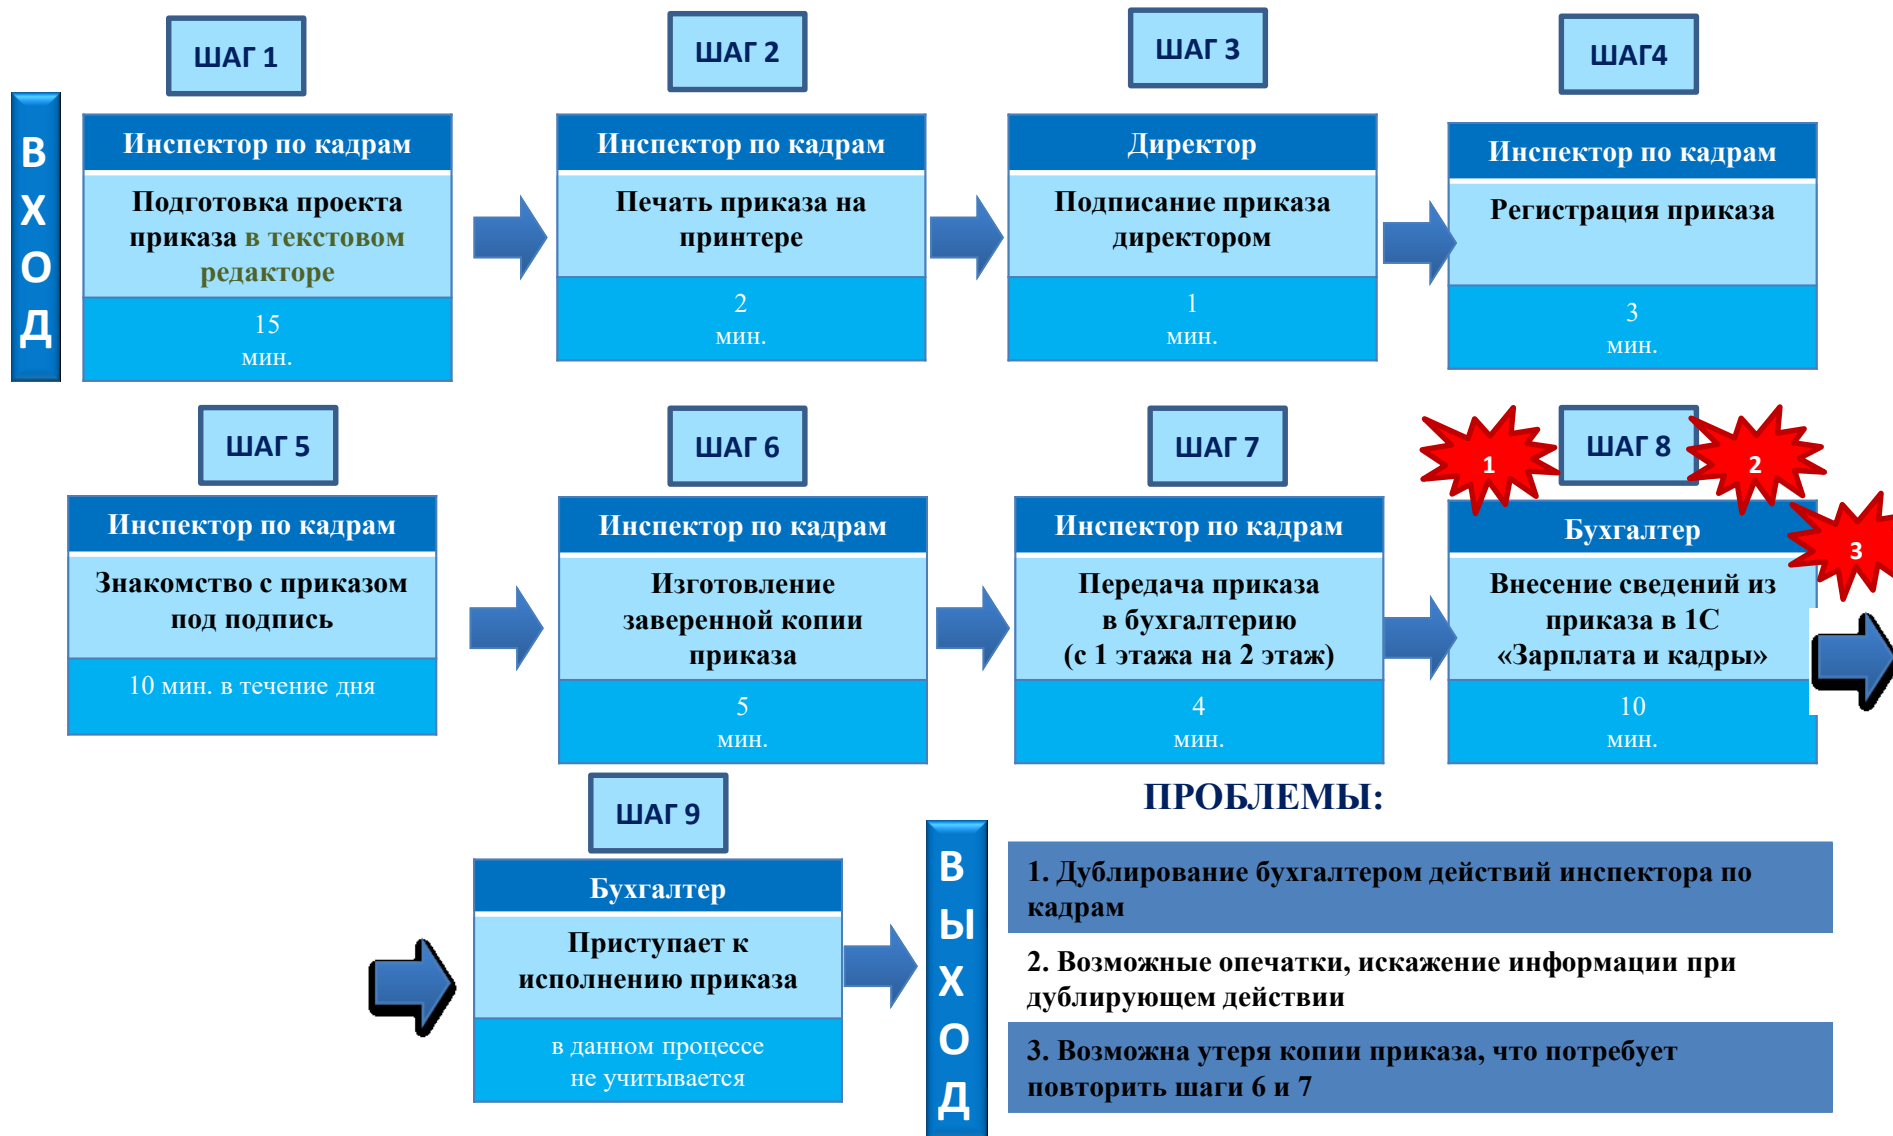 ШАГ 1
ШАГ 2
ШАГ 3
ШАГ4
ВХОД
Инспектор по кадрам
Подготовка проекта
приказа в текстовом
редакторе
15
мин.
Инспектор по кадрам
Печать приказа на
принтере
2
мин.
Директор
Подписание приказа
директором
1
мин.
Инспектор по кадрам
Регистрация приказа
3
мин.
ШАГ 5
ШАГ 6
ШАГ 7
1
ШАГ 8
2
3
Инспектор по кадрам
Знакомство с приказом
под подпись
10 мин. в течение дня
Инспектор по кадрам
Изготовление
заверенной копии
приказа
5
мин.
Инспектор по кадрам
Передача приказа
в бухгалтерию
(с 1 этажа на 2 этаж)
4
мин.
Бухгалтер
Внесение сведений из
приказа в 1С
«Зарплата и кадры»
10
мин.
ШАГ 9
Бухгалтер
Приступает к
исполнению приказа
в данном процессе
не учитывается
ВЫХОД
ПРОБЛЕМЫ:
1. Дублирование бухгалтером действий инспектора по
кадрам
2. Возможные опечатки, искажение информации при
дублирующем действии
3. Возможна утеря копии приказа, что потребует
повторить шаги 6 и 7